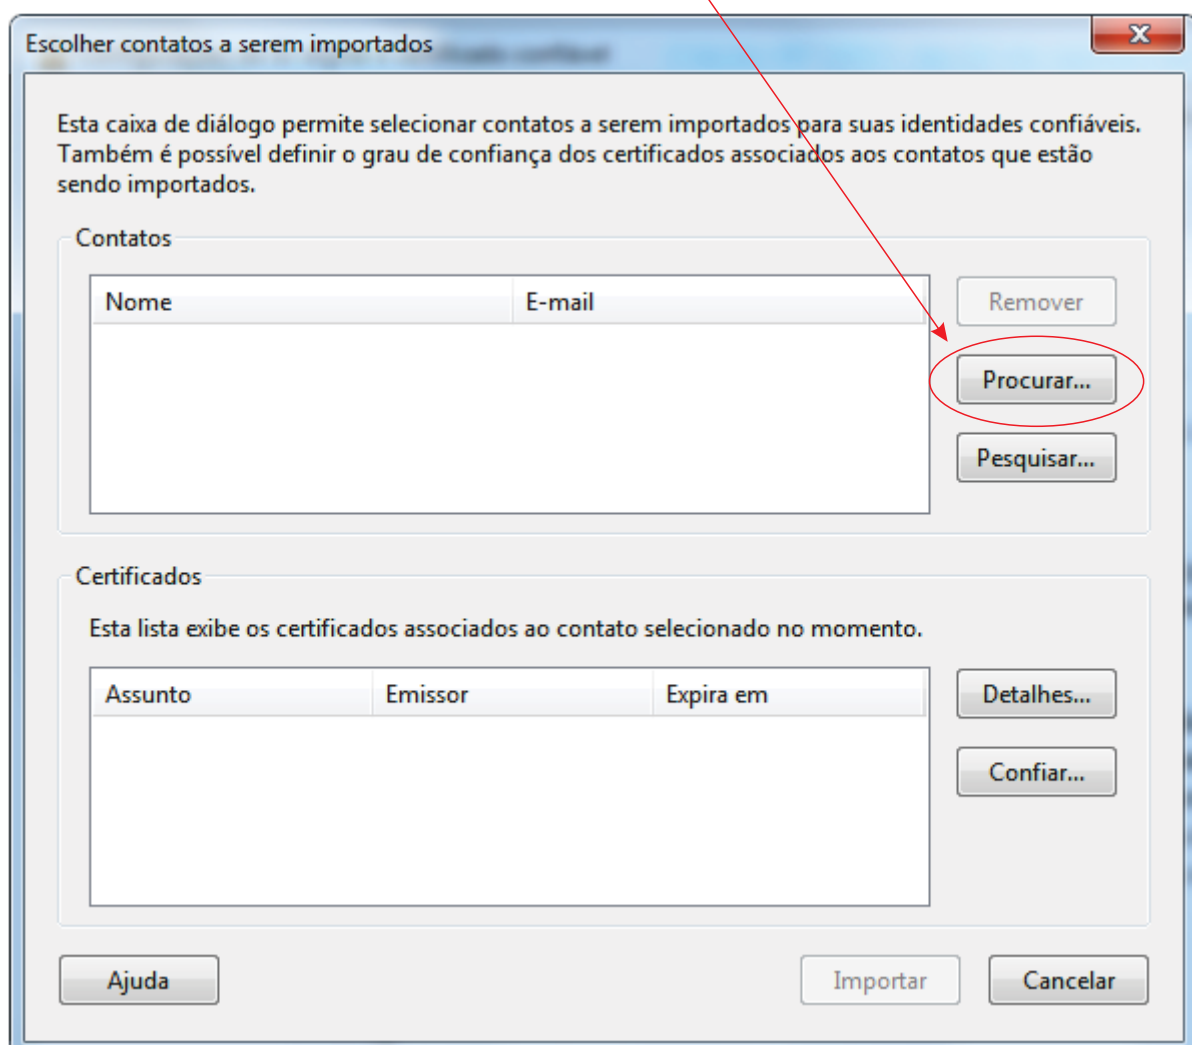 Escolher contatos a serem importados
Esta caixa de diálogo permite selecionar contatos a serem importados para suas identidades confiáveis.
Também é possível definir o grau de confiança dos certificados associados aos contatos que estão
sendo importados.
Contatos
Nome E-mail
Remover
Procurar...
Pesquisar...
Certificados
Esta lista exibe os certificados associados ao contato selecionado no momento.
Assunto Emissor Expira em
Detalhes...
Confiar...
Ajuda Importar Cancelar